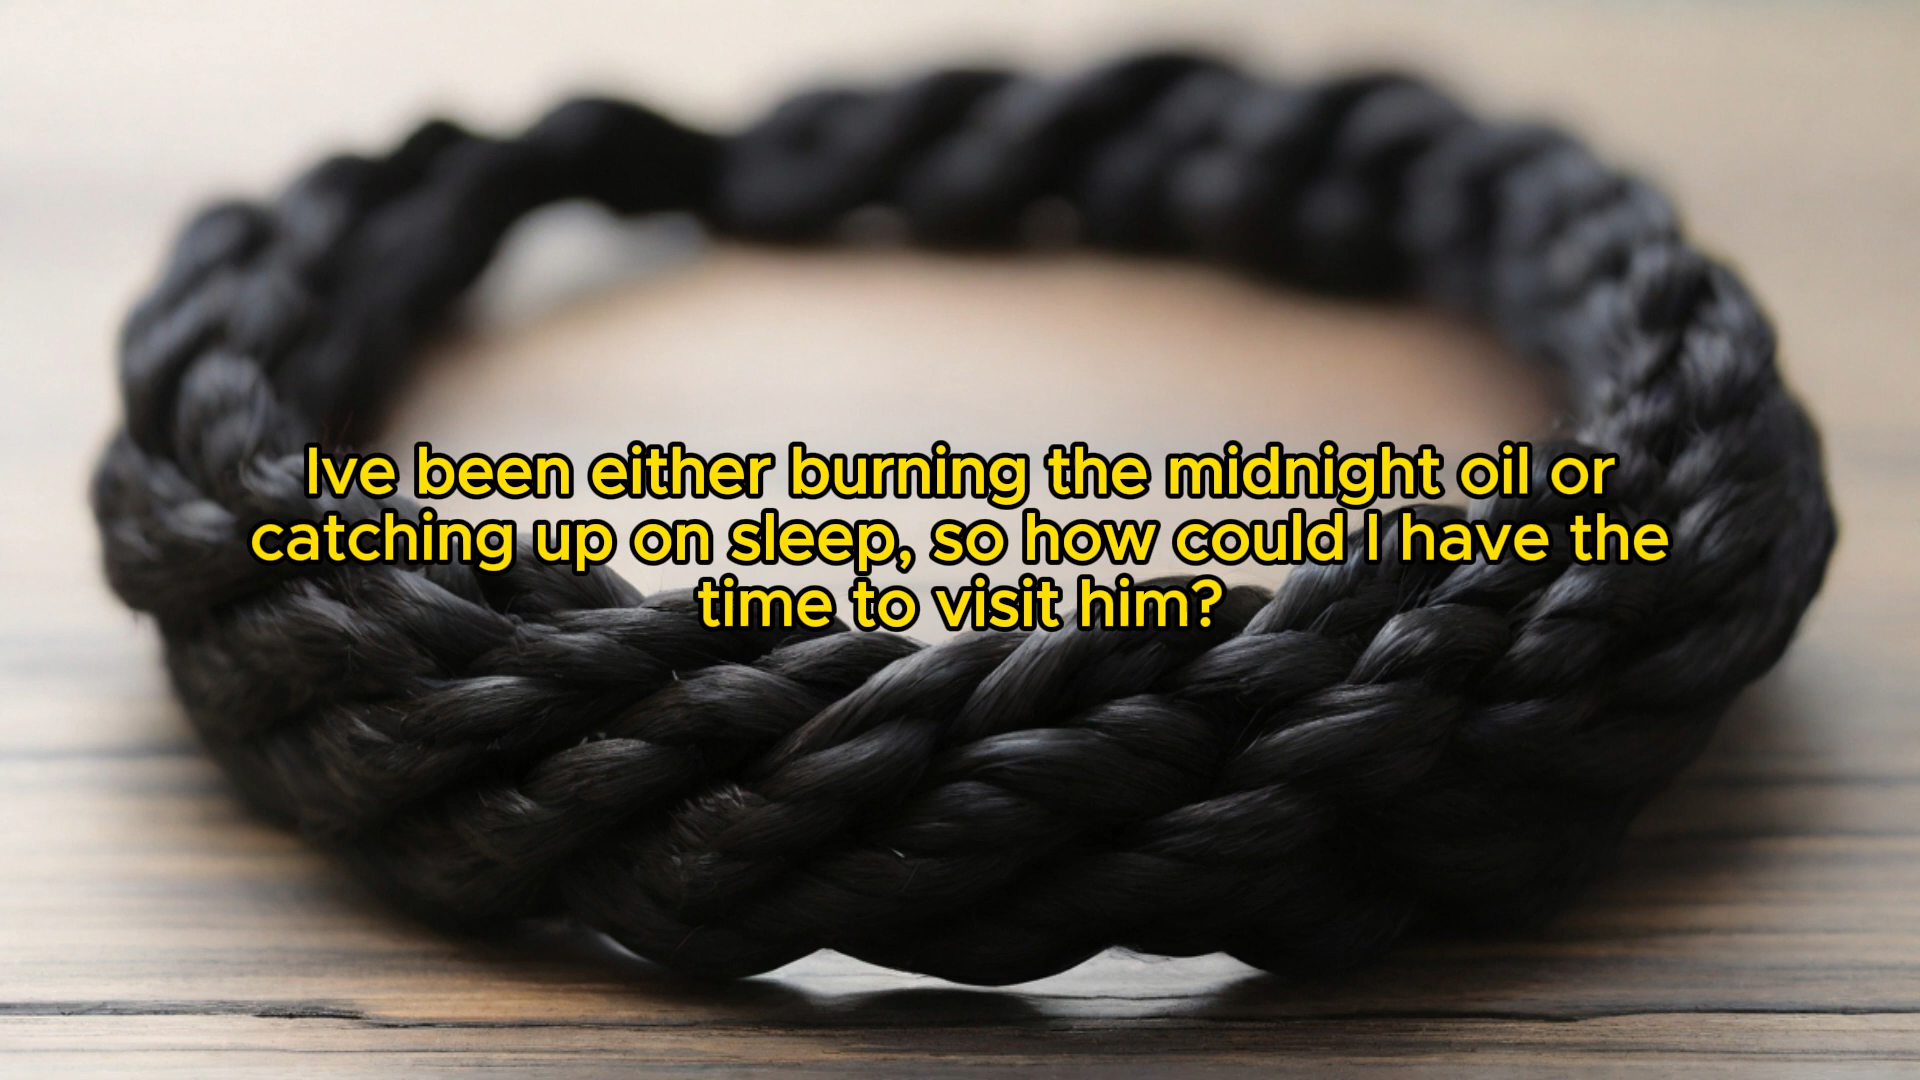 Ive been either burning the midnight oil or
catching up on sleep, so how could I have the
time to visit him?